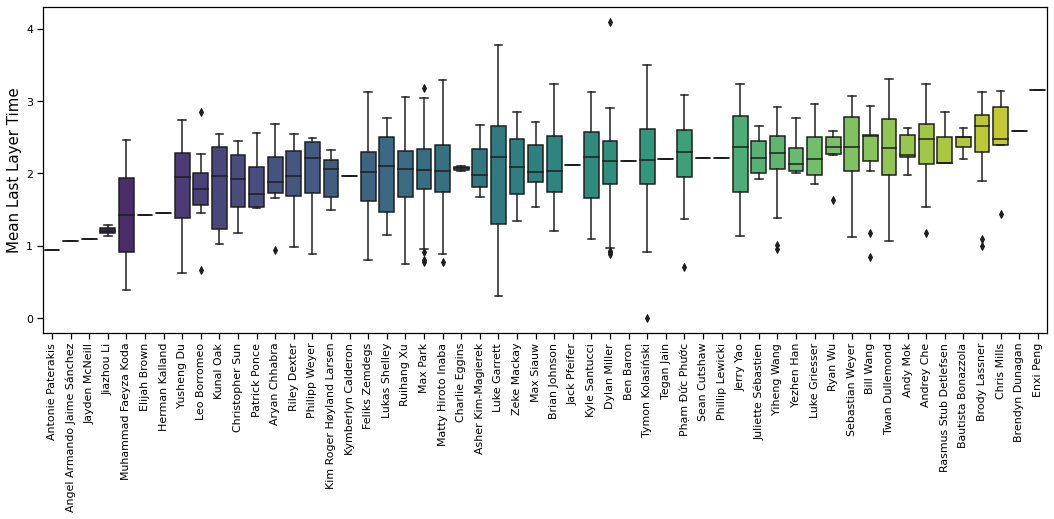 Mean Last Layer Time
4
3
2
1
0
Antonie Paterakis
Angel Armando Jaime Sánchez
Jayden McNeill
Jiazhou Li
Muhammad Faeyza Koda
Elijah Brown
Herman Kalland
Yusheng Du
Leo Borromeo
Kunal Oak
Christopher Sun
Patrick Ponce
Aryan Chhabra
Riley Dexter
Philipp Weyer
Kim Roger Høyland Larsen
Kymberlyn Calderon
Feliks Zemdegs
Lukas Shelley
Ruihang Xu
Max Park
Matty Hiroto Inaba
Charlie Eggins
Asher Kim-Magierek
Luke Garrett
Zeke Mackay
Max Siauw
Brian Johnson
Jack Pfeifer
Kyle Santucci
Dylan Miller
Ben Baron
Tymon Kolasiński
Tegan Jain
Pham Đức Phước
Sean Cutshaw
Phillip Lewicki
Jerry Yao
Juliette Sébastien
Yiheng Wang
Yezhen Han
Luke Griesser
Ryan Wu
Sebastian Weyer
Bill Wang
Twan Dullemond
Andy Mok
Andrey Che
Rasmus Stub Detlefsen
Bautista Bonazzola
Brody Lassner
Chris Mills
Brendyn Dunagan
Enxi Peng